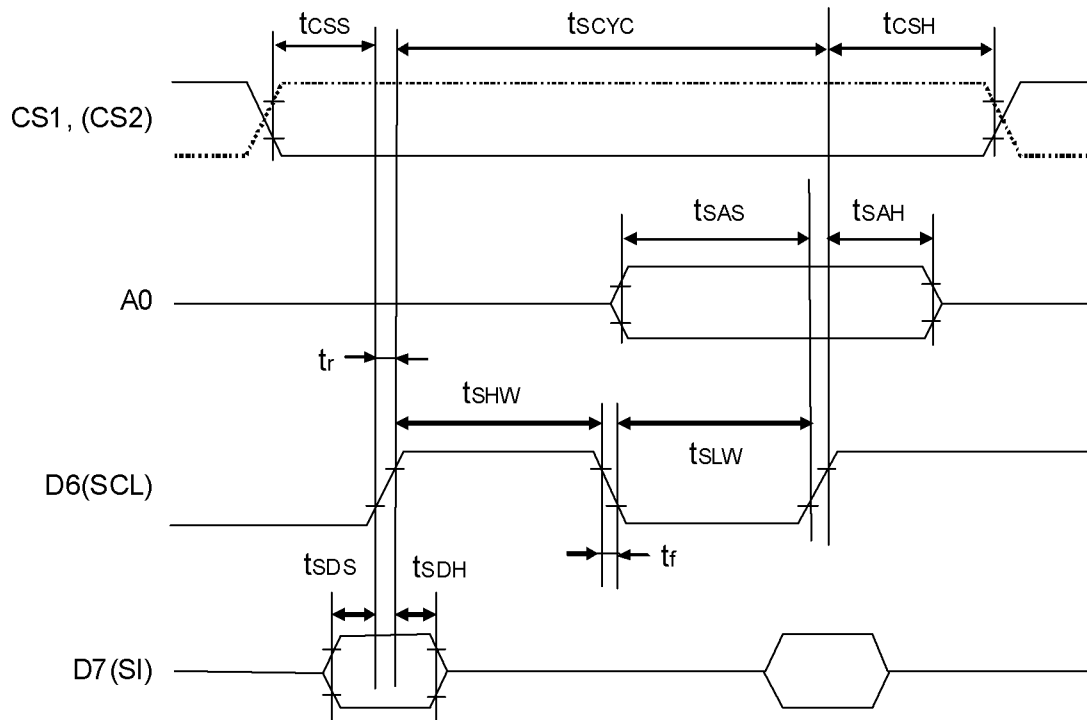 tCSS tSCYC tCSH
CS1, (CS2)
tSAS tSAH
A0
tr
tSHW
tSLW
D6(SCL)
tSDS tSDH tf
D7(SI)